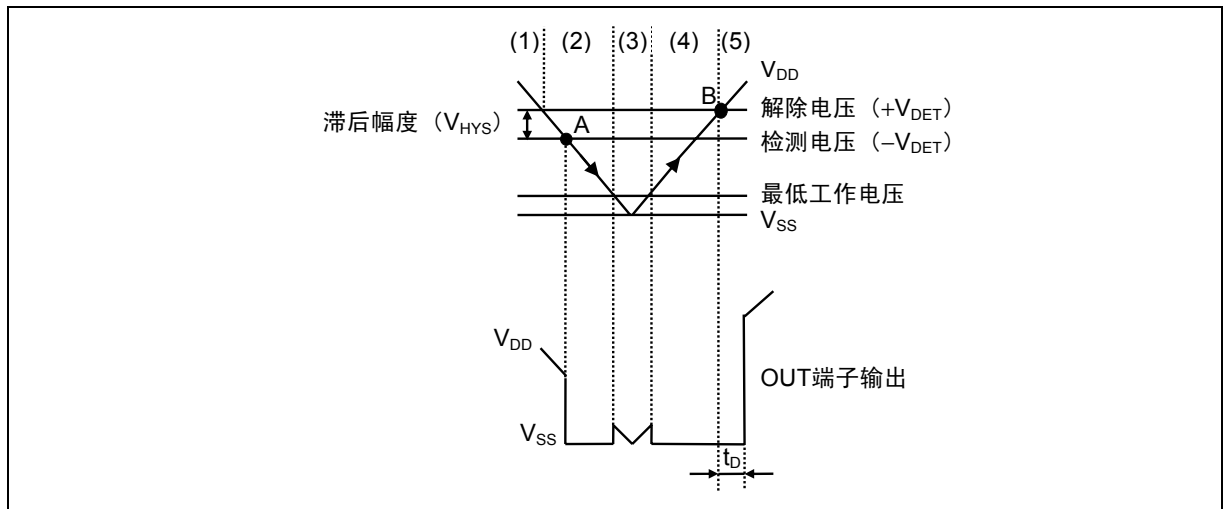 (1) (2) (3) (4) (5)
V_DD
B
解除电压（+V_DET）
滞后幅度（V_HYS）
A
检测电压（−V_DET）
最低工作电压
V_SS
V_DD
OUT端子输出
V_SS
t_D